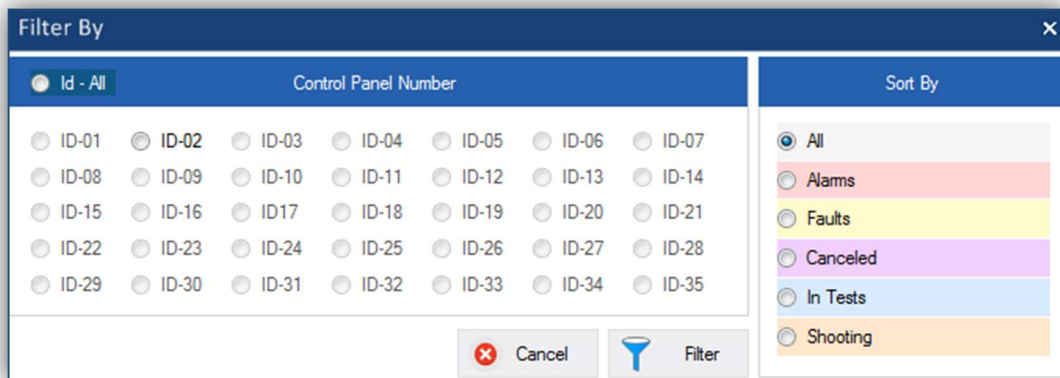 Filter By
Id - All Control Panel Number
ID-01 ID-02 ID-03 ID-04 ID-05 ID-06 ID-07
ID-08 ID-09 ID-10 ID-11 ID-12 ID-13 ID-14
ID-15 ID-16 ID17 ID-18 ID-19 ID-20 ID-21
ID-22 ID-23 ID-24 ID-25 ID-26 ID-27 ID-28
ID-29 ID-30 ID-31 ID-32 ID-33 ID-34 ID-35
Cancel Filter
Sort By
All
Alarms
Faults
Canceled
In Tests
Shooting